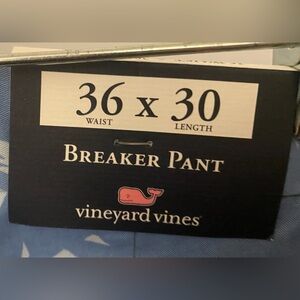 36 x 30
WAIST LENGTH
BREAKER PANT
vineyard vines®